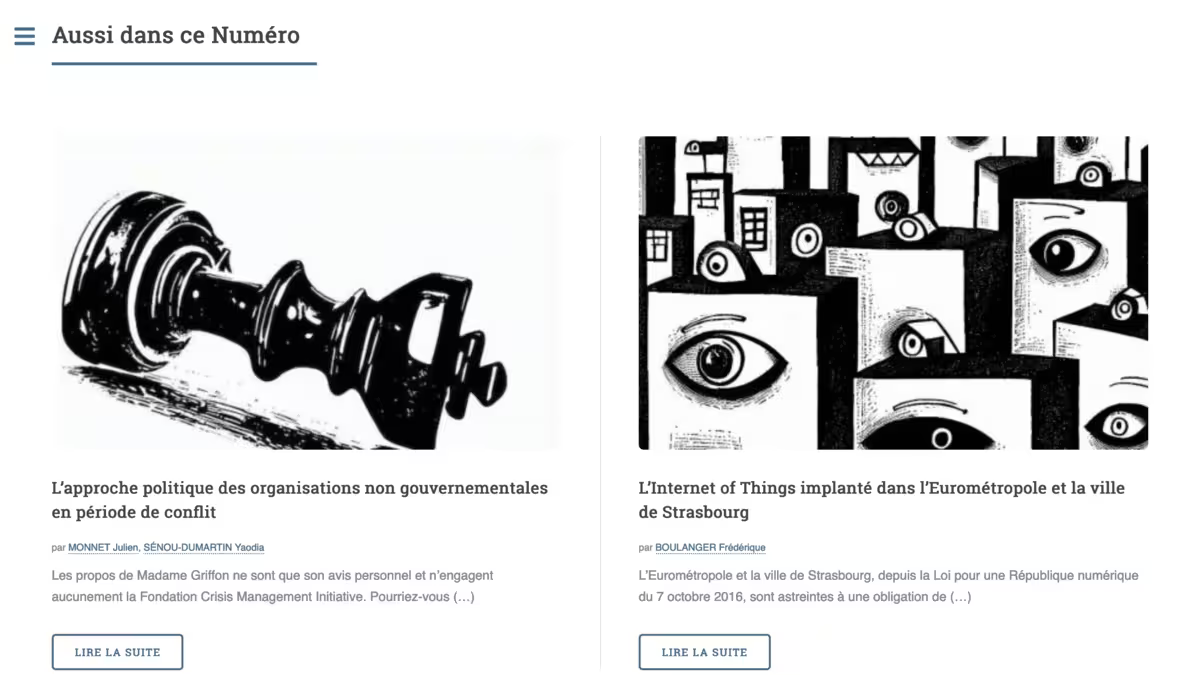 Aussi dans ce Numéro
L’approche politique des organisations non gouvernementales
en période de conflit
par MONNET Julien, SÉNOU-DUMARTIN Yaodia
Les propos de Madame Griffon ne sont que son avis personnel et n’engagent
aucunement la Fondation Crisis Management Initiative. Pourriez-vous (…)
LIRE LA SUITE
L’Internet of Things implanté dans l’Eurométropole et la ville
de Strasbourg
par BOULANGER Frédérique
L’Eurométropole et la ville de Strasbourg, depuis la Loi pour une République numérique
du 7 octobre 2016, sont astreintes à une obligation de (…)
LIRE LA SUITE